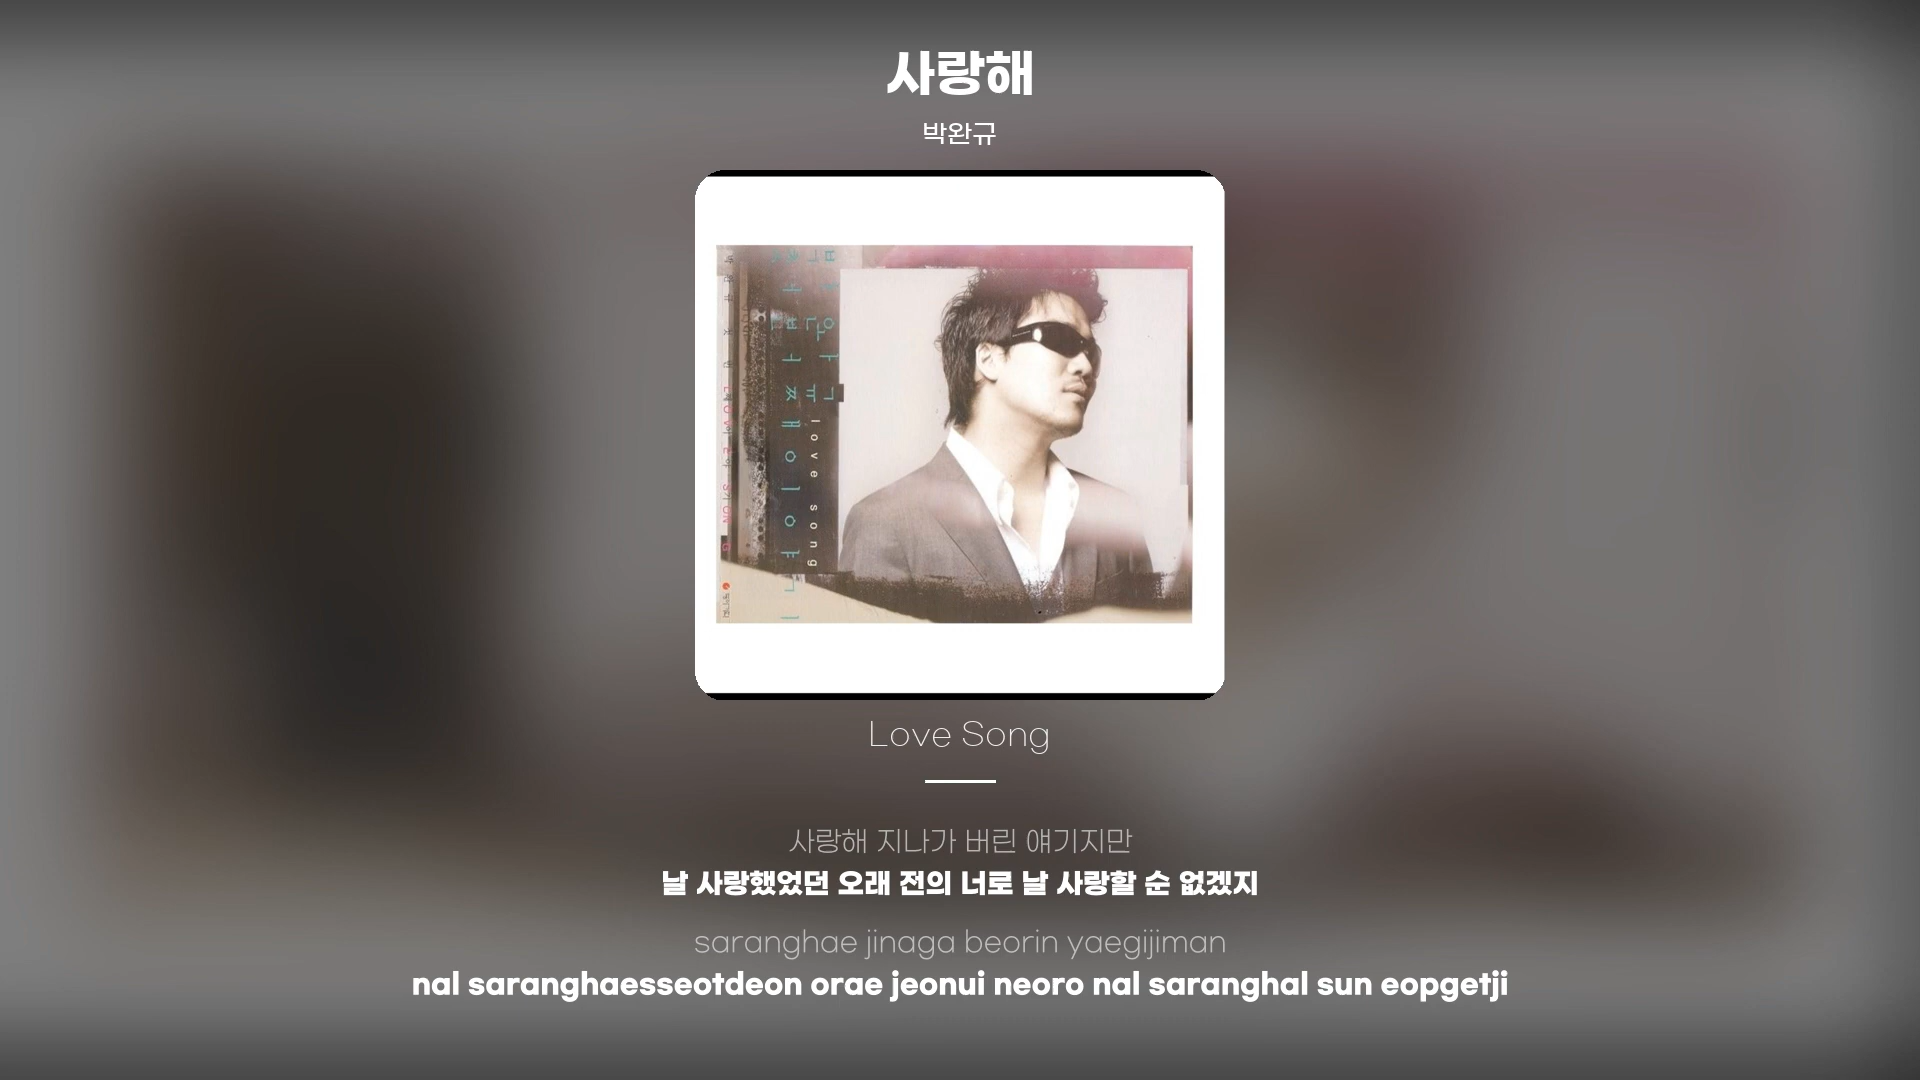 사랑해
박완규
love song
Love Song
사랑해 지나가 버린 얘기지만
날 사랑했었던 오래 전의 너로 날 사랑할 순 없겠지
saranghae jinaga beorin yaegijiman
nal saranghaesseotdeon orae jeonui neoro nal saranghal sun eopgetji